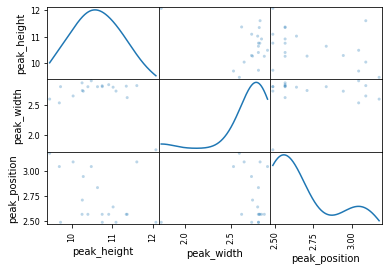 peak_height
12
11
10
peak_width
2.5
2.0
peak_position
3.00
2.75
2.50
10
11
12
2.0
2.5
2.50
2.75
3.00
peak_height
peak_width
peak_position